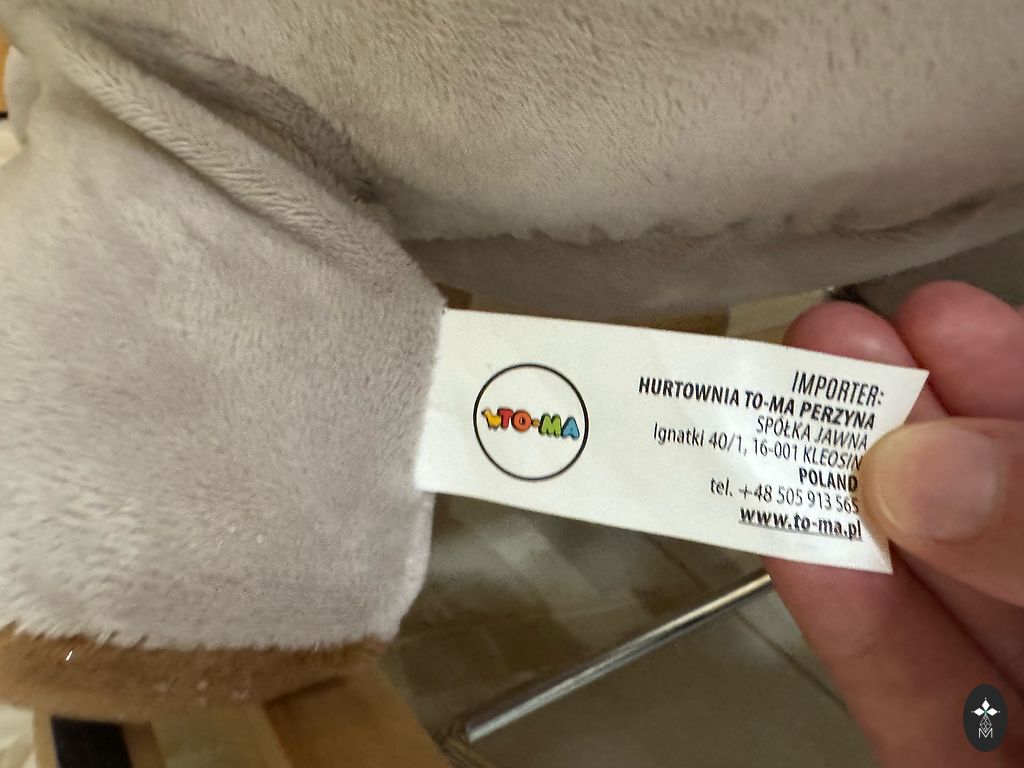 TO-MA
IMPORTER:
HURTOWNIA TO-MA PERZYNA
SPÓŁKA JAWNA
Ignatki 40/1, 16-001 KLEOSIN
POLAND
tel. +48 505 913 565
www.to-ma.pl
M